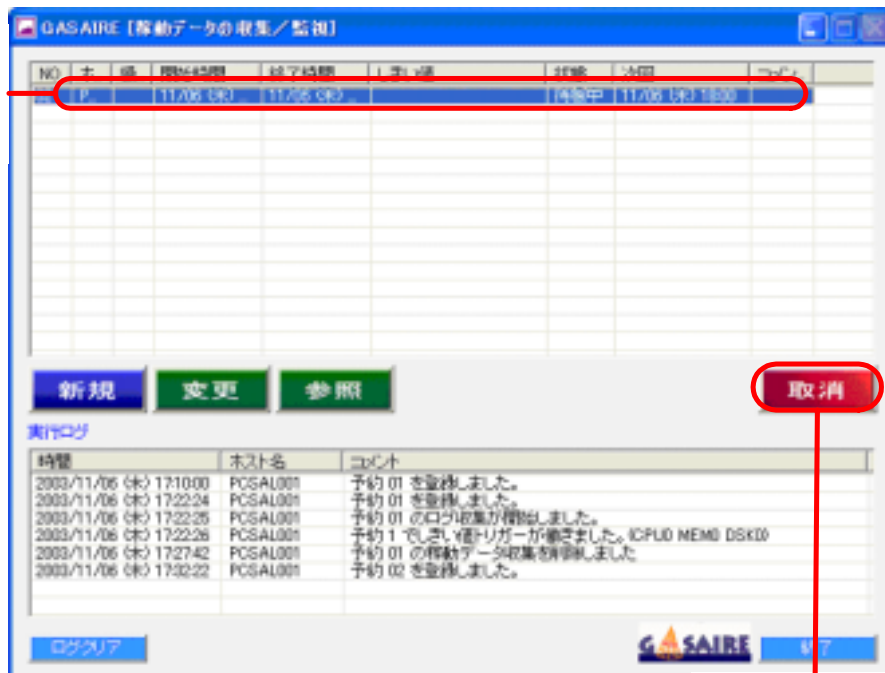 GASAIRE [稼動データの収集/監視]
NO ホ 開始時間 終了時間 しきい値 状態 次回 コメン
P... 11/06 (木) ... 11/06 (木) ... 待機中 11/06 (木) 18:00
新規 変更 参照 取消
実行ログ
時間 ホスト名 コメント
2003/11/06 (木) 17:10:00 PCSAL001 予約 01 を登録しました。
2003/11/06 (木) 17:22:24 PCSAL001 予約 01 を登録しました。
2003/11/06 (木) 17:22:25 PCSAL001 予約 01 のログ収集が開始しました。
2003/11/06 (木) 17:22:26 PCSAL001 予約 1 でしきい値トリガーが働きました。(CPU0 MEM0 DSK0)
2003/11/06 (木) 17:27:42 PCSAL001 予約 01 の稼動データ収集を削除しました
2003/11/06 (木) 17:32:22 PCSAL001 予約 02 を登録しました。
ログクリア GASAIRE 終了